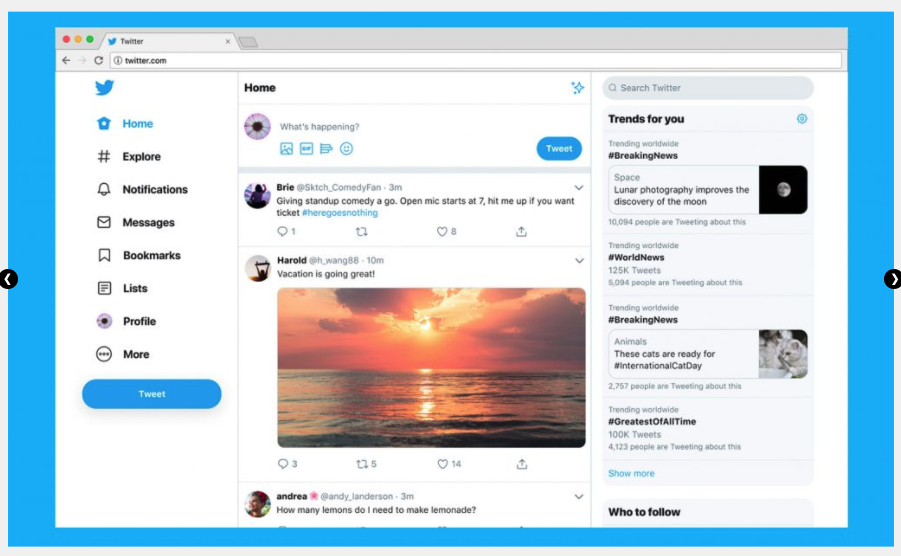 Twitter
twitter.com
Home
Explore
Notifications
Messages
Bookmarks
Lists
Profile
More
Tweet
Home
What's happening?
GIF
Tweet
Brie @Sktch_ComedyFan · 3m
Giving standup comedy a go. Open mic starts at 7, hit me up if you want
ticket #heregoesnothing
1
8
Harold @h_wang88 · 10m
Vacation is going great!
3
5
14
andrea @andy_landerson · 3m
How many lemons do I need to make lemonade?
Search Twitter
Trends for you
Trending worldwide
#BreakingNews
Space
Lunar photography improves the
discovery of the moon
10,094 people are Tweeting about this
Trending worldwide
#WorldNews
125K Tweets
5,094 people are Tweeting about this
Trending worldwide
#BreakingNews
Animals
These cats are ready for
#InternationalCatDay
2,757 people are Tweeting about this
Trending worldwide
#GreatestOfAllTime
100K Tweets
4,123 people are Tweeting about this
Show more
Who to follow